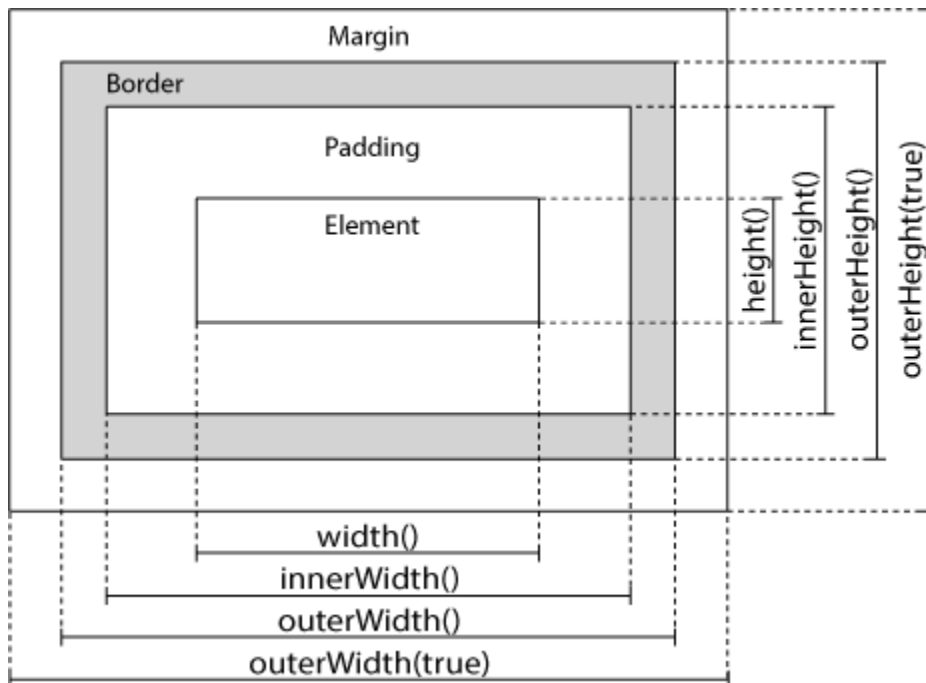 Margin
Border
Padding
Element
height()
innerHeight()
outerHeight()
outerHeight(true)
width()
innerWidth()
outerWidth()
outerWidth(true)